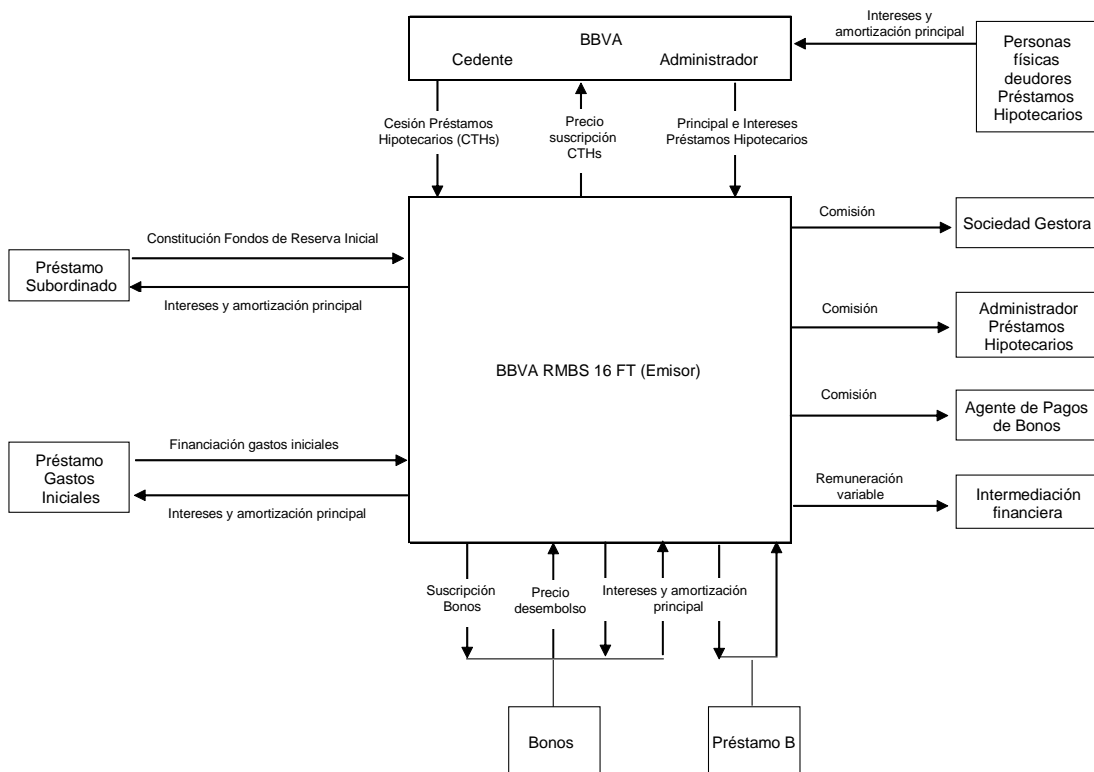 BBVA
Cedente
Administrador
Intereses y
amortización principal
Personas
físicas
deudores
Préstamos
Hipotecarios
Cesión Préstamos
Hipotecarios (CTHs)
Precio
suscripción
CTHs
Principal e Intereses
Préstamos Hipotecarios
Préstamo
Subordinado
Constitución Fondos de Reserva Inicial
Intereses y amortización principal
Comisión
Sociedad Gestora
Comisión
Administrador
Préstamos
Hipotecarios
BBVA RMBS 16 FT (Emisor)
Comisión
Agente de Pagos
de Bonos
Préstamo
Gastos
Iniciales
Financiación gastos iniciales
Intereses y amortización principal
Remuneración
variable
Intermediación
financiera
Suscripción
Bonos
Precio
desembolso
Intereses y amortización
principal
Bonos
Préstamo B